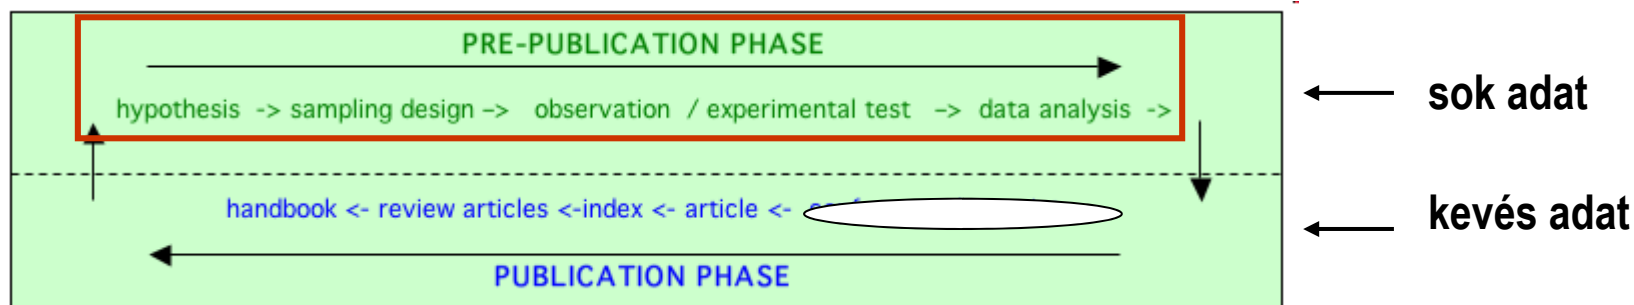 PRE-PUBLICATION PHASE
hypothesis -> sampling design –> observation / experimental test –> data analysis ->
sok adat
handbook <- review articles <-index <- article <-
kevés adat
PUBLICATION PHASE